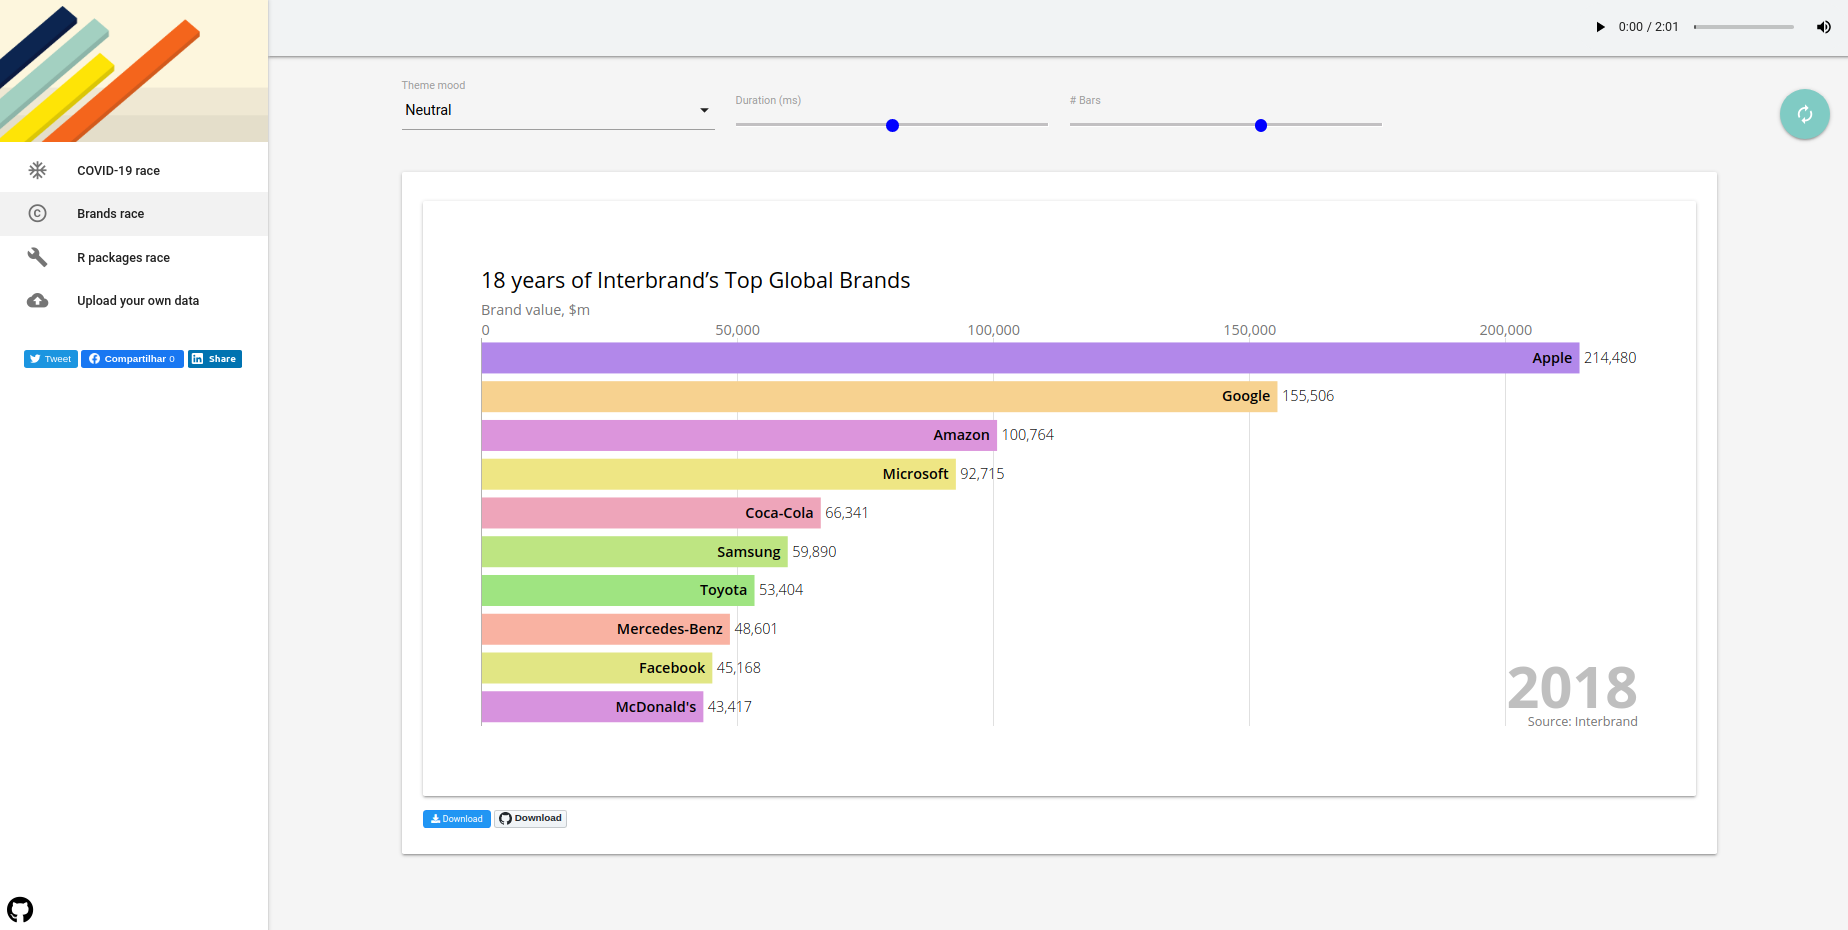 0:00 / 2:01
Theme mood
Neutral
Duration (ms)
# Bars
COVID-19 race
Brands race
R packages race
Upload your own data
Tweet
Compartilhar 0
Share
18 years of Interbrand’s Top Global Brands
Brand value, $m
0 50,000 100,000 150,000 200,000
Apple 214,480
Google 155,506
Amazon 100,764
Microsoft 92,715
Coca-Cola 66,341
Samsung 59,890
Toyota 53,404
Mercedes-Benz 48,601
Facebook 45,168
McDonald's 43,417
2018
Source: Interbrand
Download
Download